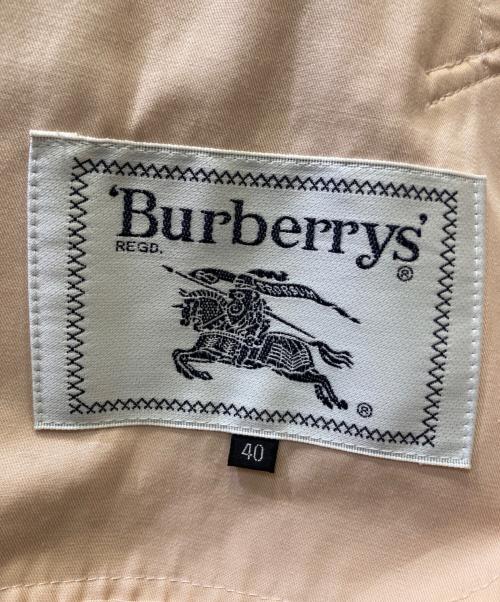 'Burberrys'
REGD.
®
PRORSUM
®
40